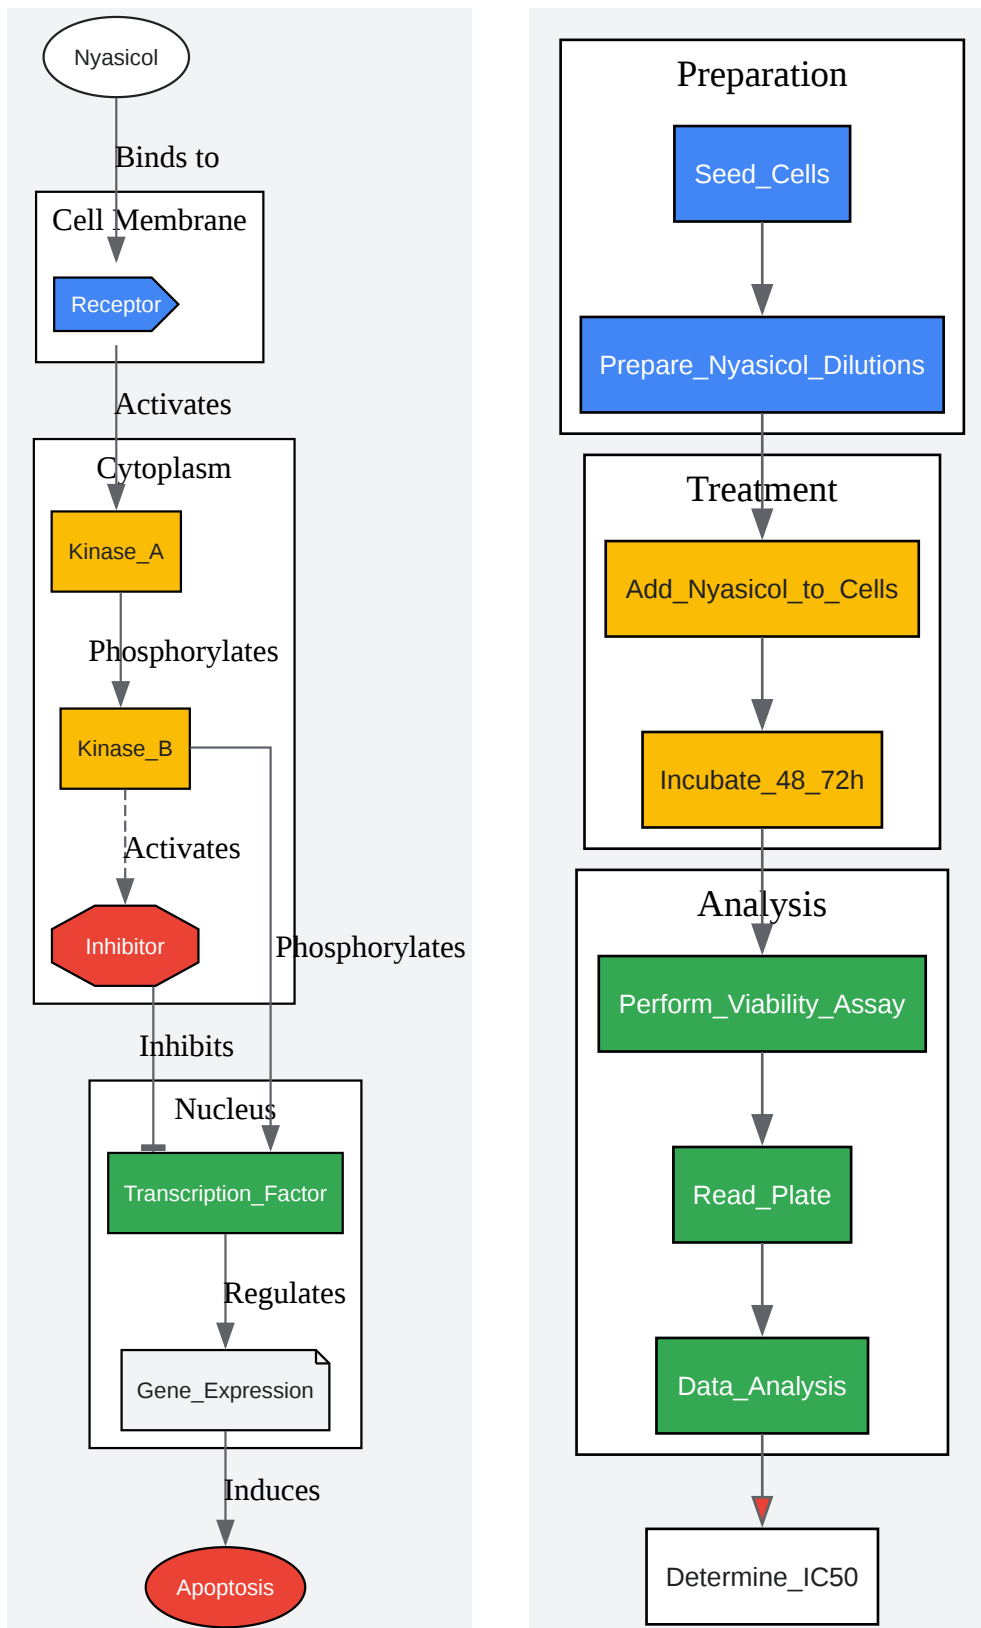 Nyasicol
Binds to
Cell Membrane
Receptor
Activates
Cytoplasm
Kinase_A
Phosphorylates
Kinase_B
Activates
Inhibitor
Phosphorylates
Inhibits
Nucleus
Transcription_Factor
Regulates
Gene_Expression
Induces
Apoptosis
Preparation
Seed_Cells
Prepare_Nyasicol_Dilutions
Treatment
Add_Nyasicol_to_Cells
Incubate_48_72h
Analysis
Perform_Viability_Assay
Read_Plate
Data_Analysis
Determine_IC50